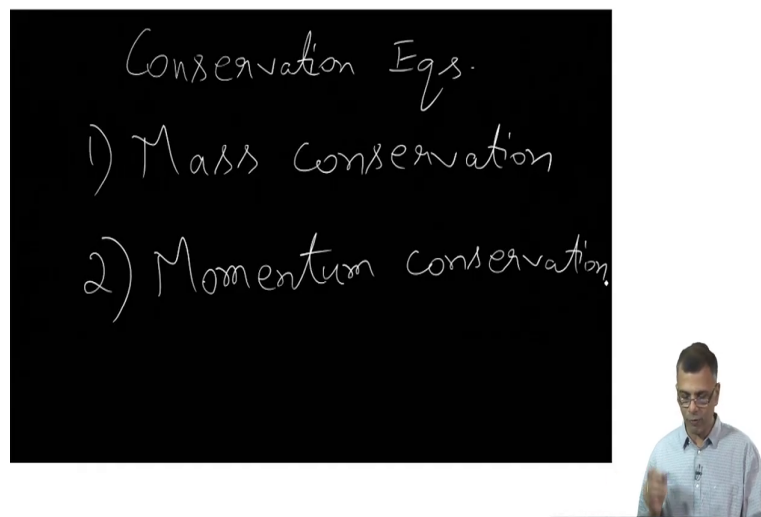 Conservation Eqs.
1) Mass conservation
2) Momentum conservation.